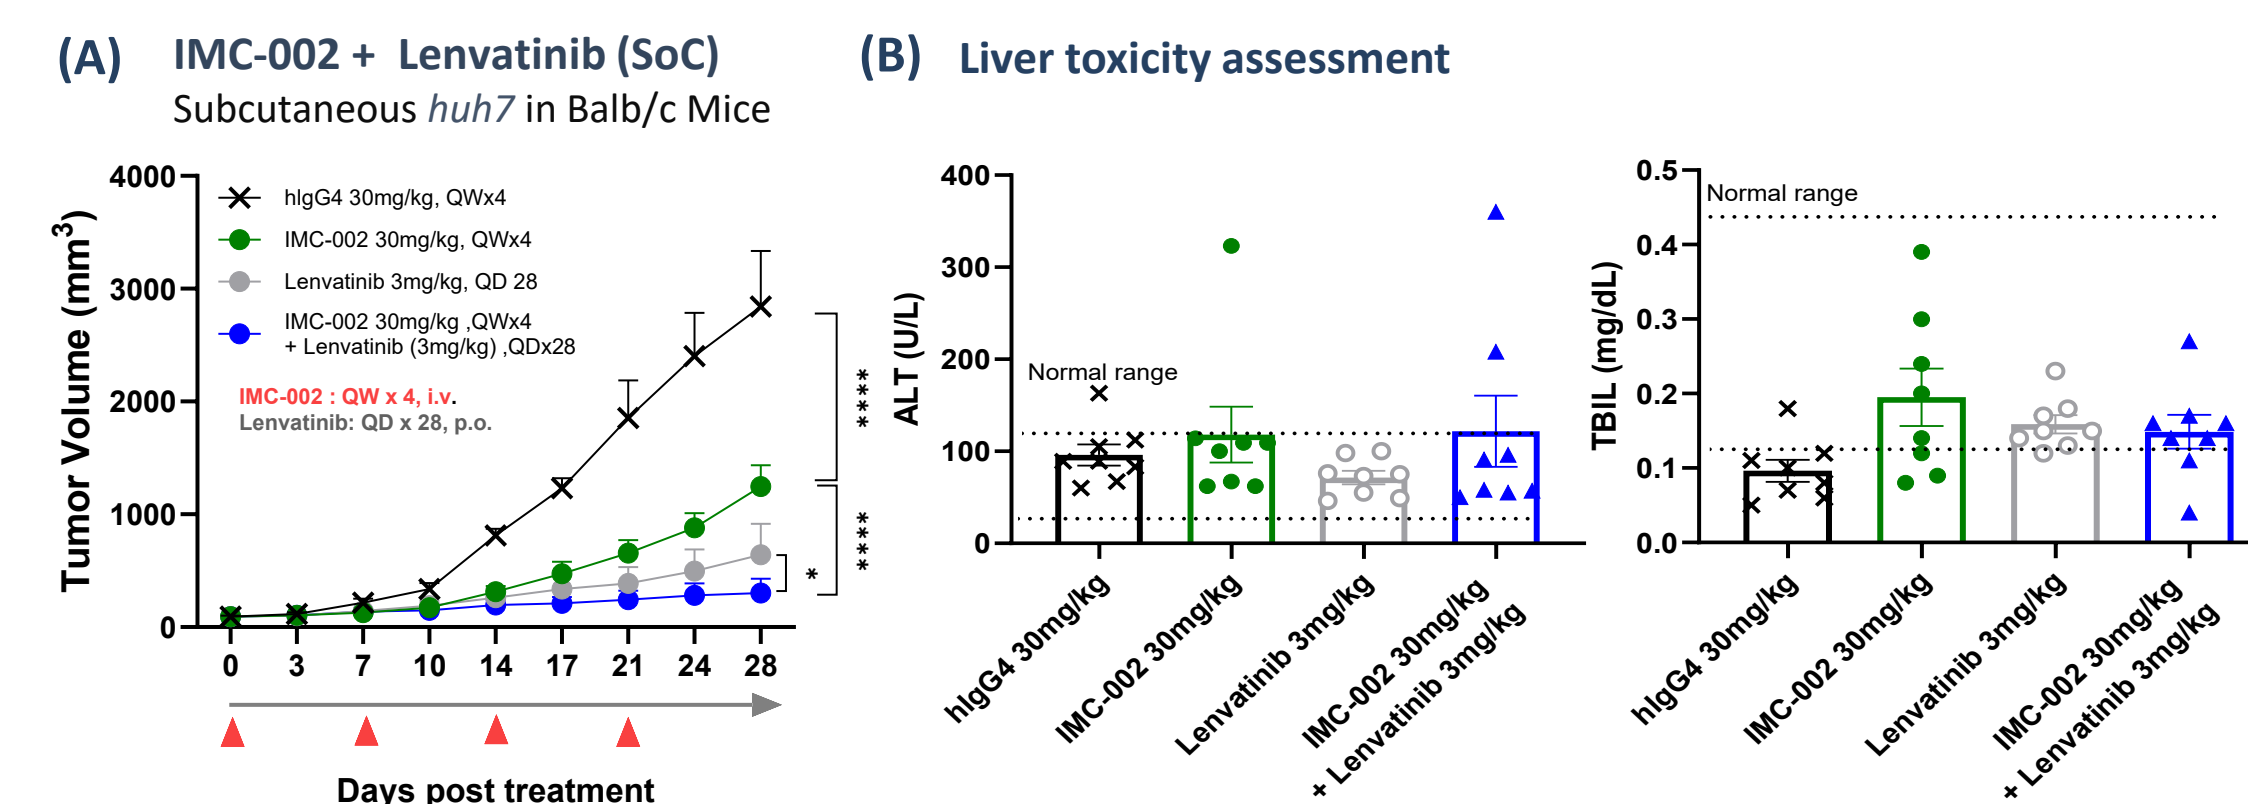 (A) IMC-002 + Lenvatinib (SoC)
Subcutaneous huh7 in Balb/c Mice
Tumor Volume (mm3)
4000
3000
2000
1000
0
hIgG4 30mg/kg, QWx4
IMC-002 30mg/kg, QWx4
Lenvatinib 3mg/kg, QD 28
IMC-002 30mg/kg ,QWx4
+ Lenvatinib (3mg/kg) ,QDx28
IMC-002 : QW x 4, i.v.
Lenvatinib: QD x 28, p.o.
****
****
*
0 3 7 10 14 17 21 24 28
Days post treatment
(B) Liver toxicity assessment
ALT (U/L)
400
300
200
100
0
Normal range
hIgG4 30mg/kg
IMC-002 30mg/kg
Lenvatinib 3mg/kg
IMC-002 30mg/kg
+ Lenvatinib 3mg/kg
TBIL (mg/dL)
0.5
0.4
0.3
0.2
0.1
0.0
Normal range
hIgG4 30mg/kg
IMC-002 30mg/kg
Lenvatinib 3mg/kg
IMC-002 30mg/kg
+ Lenvatinib 3mg/kg